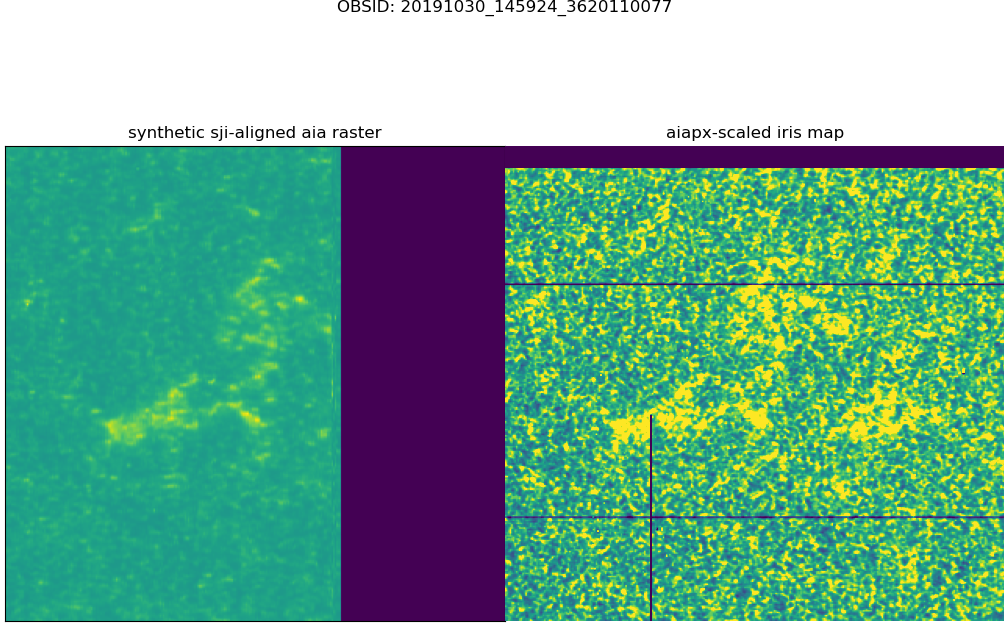 OBSID: 20191030_145924_3620110077
synthetic sji-aligned aia raster
aiapx-scaled iris map